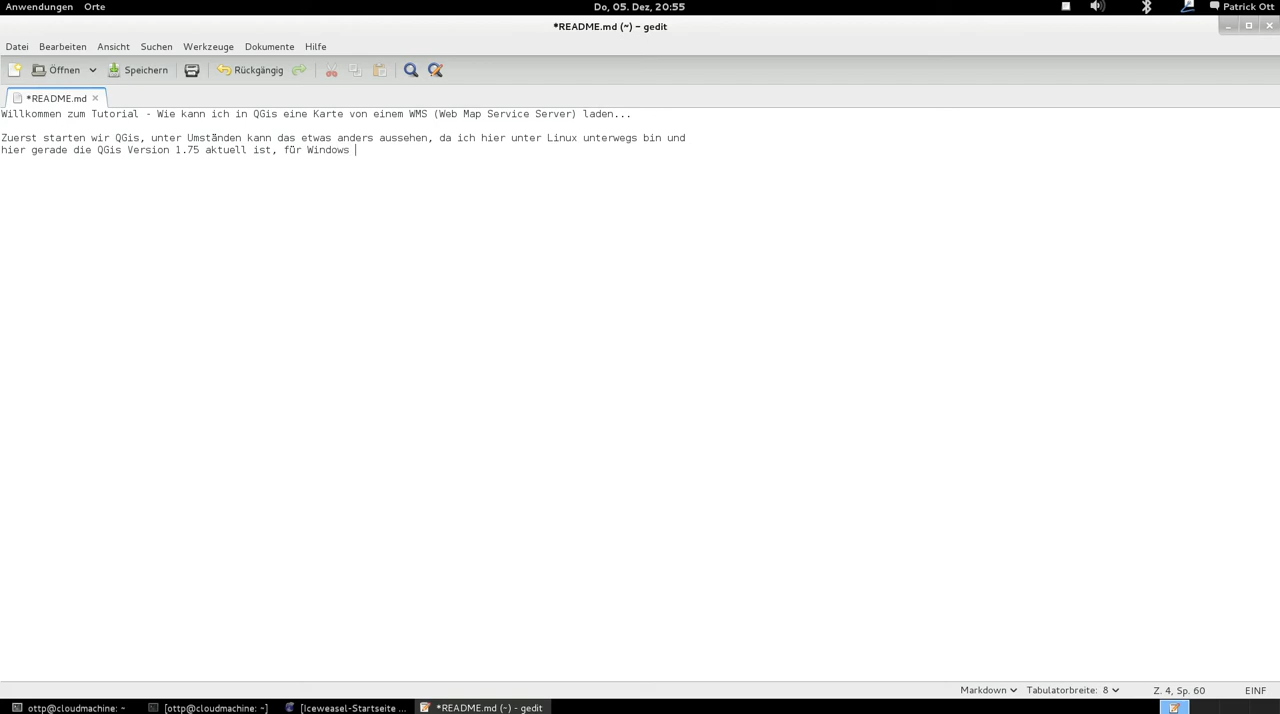 Anwendungen Orte Do, 05. Dez, 20:55 Patrick Ott
*README.md (~) – gedit
Datei Bearbeiten Ansicht Suchen Werkzeuge Dokumente Hilfe
Öffnen Speichern Rückgängig
*README.md
Willkommen zum Tutorial - Wie kann ich in QGis eine Karte von einem WMS (Web Map Service Server) laden...
Zuerst starten wir QGis, unter Umständen kann das etwas anders aussehen, da ich hier unter Linux unterwegs bin und
hier gerade die QGis Version 1.75 aktuell ist, für Windows
Markdown Tabulatorbreite: 8 Z. 4, Sp. 60 EINF
ottp@cloudmachine: ~ [ottp@cloudmachine: ~] [Iceweasel-Startseite ... *README.md (~) – gedit